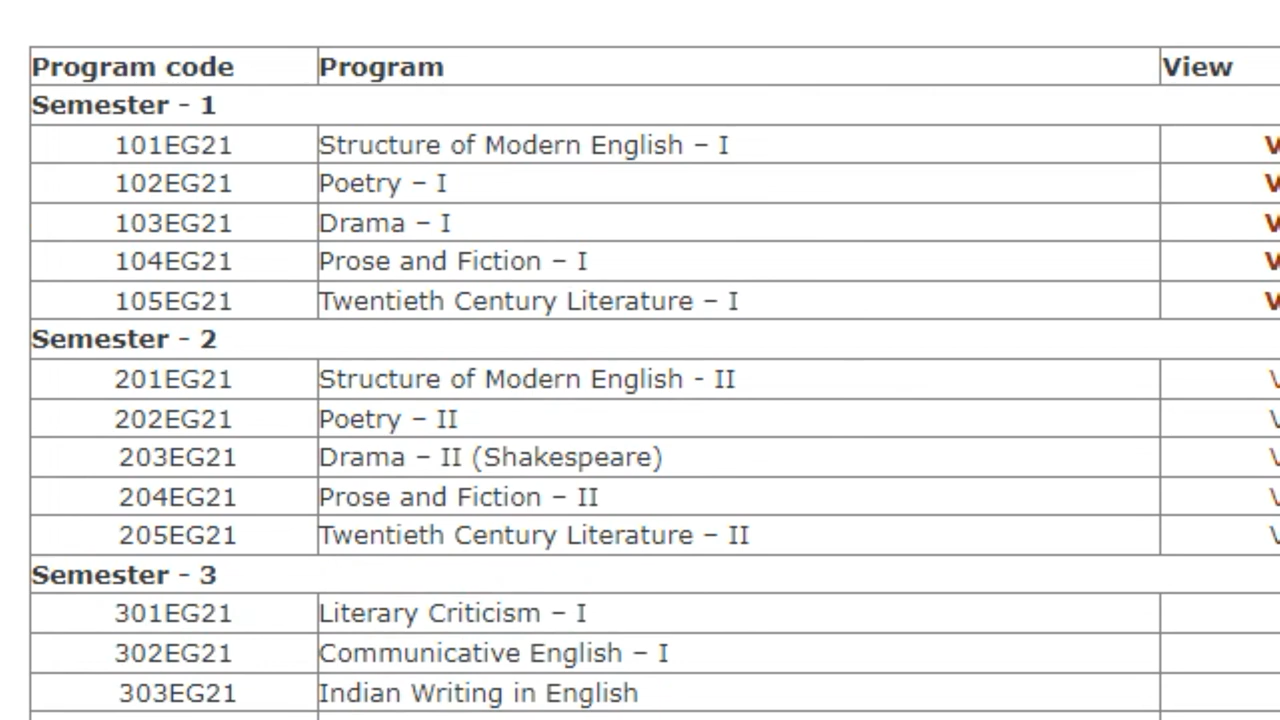 Program code Program View
Semester - 1
101EG21 Structure of Modern English – I
102EG21 Poetry – I
103EG21 Drama – I
104EG21 Prose and Fiction – I
105EG21 Twentieth Century Literature – I
Semester - 2
201EG21 Structure of Modern English - II
202EG21 Poetry – II
203EG21 Drama – II (Shakespeare)
204EG21 Prose and Fiction – II
205EG21 Twentieth Century Literature – II
Semester - 3
301EG21 Literary Criticism – I
302EG21 Communicative English – I
303EG21 Indian Writing in English